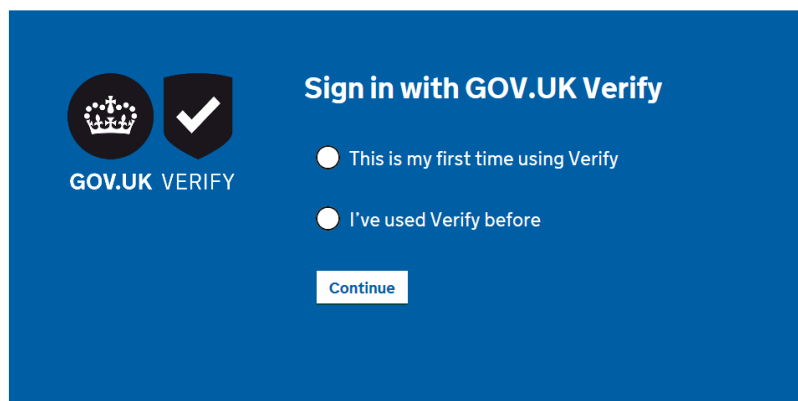 Sign in with GOV.UK Verify
GOV.UK VERIFY
This is my first time using Verify
I've used Verify before
Continue